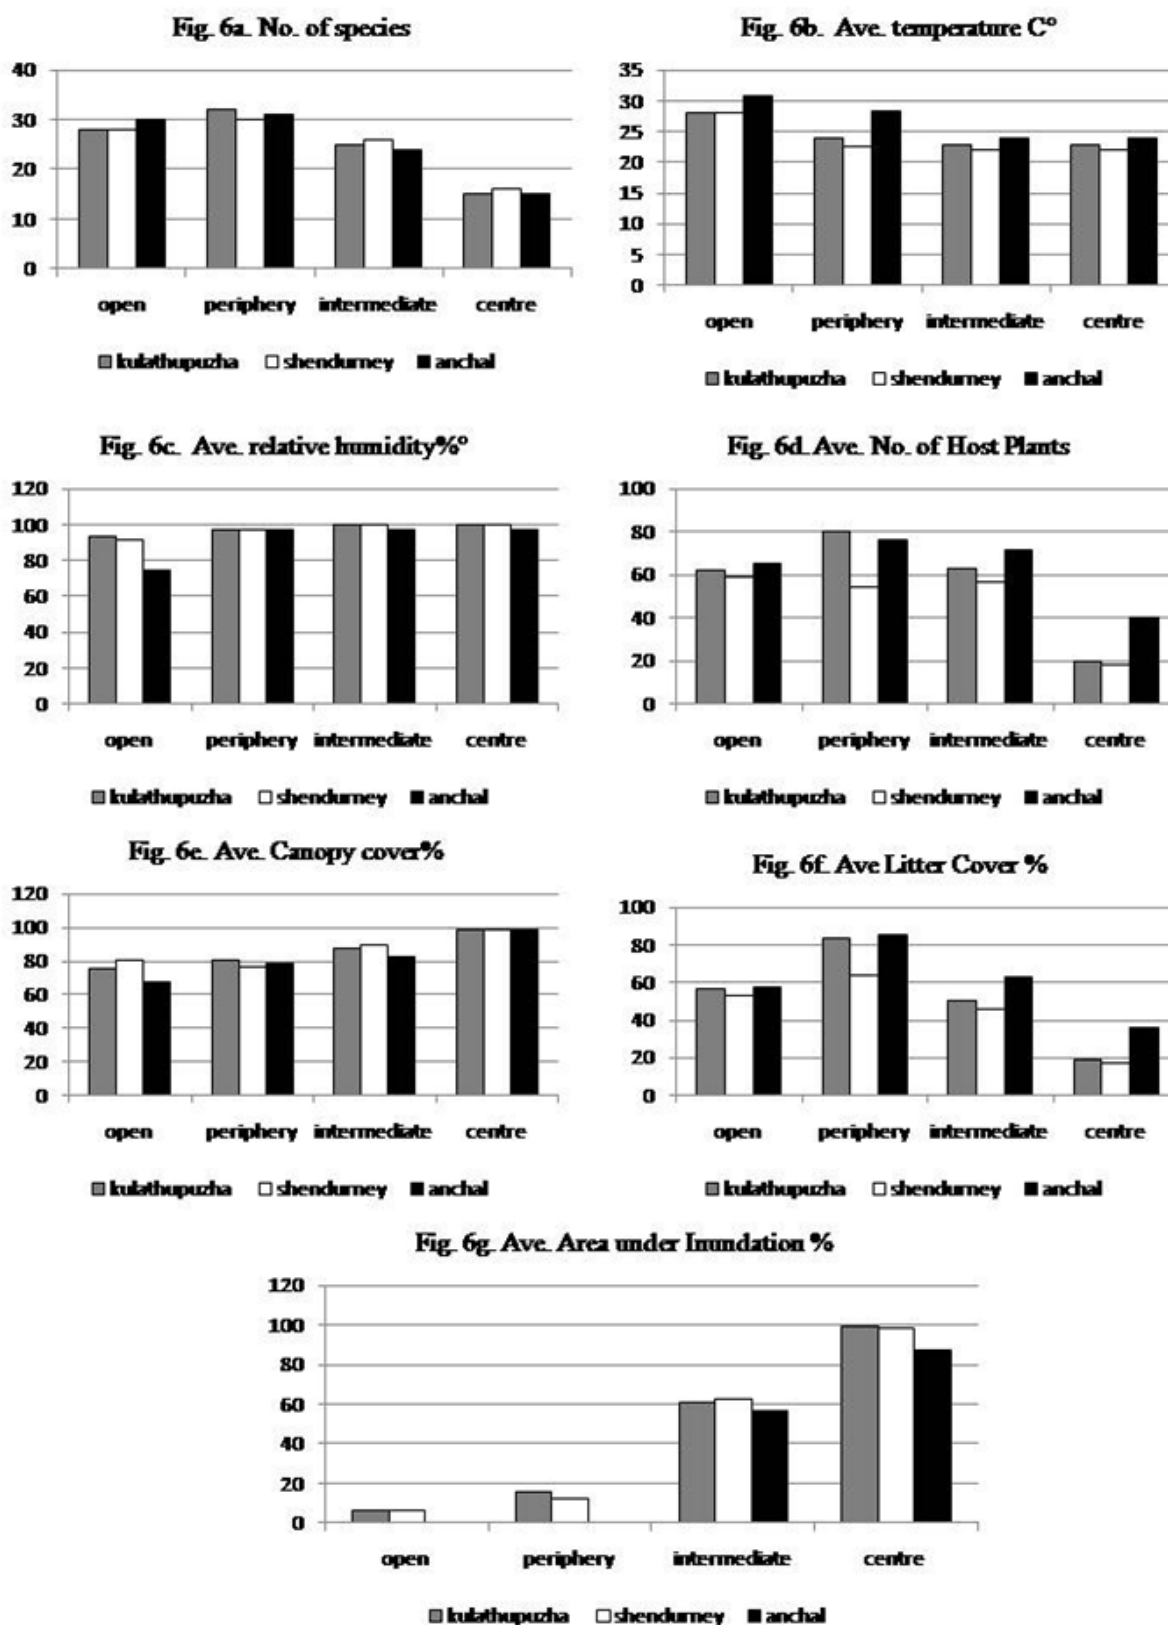 Fig. 6a. No. of species
40
30
20
10
0
open periphery intermediate centre
kulathupuzha shendurney anchal
Fig. 6b. Ave. temperature C°
35
30
25
20
15
10
5
0
open periphery intermediate centre
kulathupuzha shendurney anchal
Fig. 6c. Ave. relative humidity%°
120
100
80
60
40
20
0
open periphery intermediate centre
kulathupuzha shendurney anchal
Fig. 6d. Ave. No. of Host Plants
100
80
60
40
20
0
open periphery intermediate centre
kulathupuzha shendurney anchal
Fig. 6e. Ave. Canopy cover%
120
100
80
60
40
20
0
open periphery intermediate centre
kulathupuzha shendurney anchal
Fig. 6f. Ave Litter Cover %
100
80
60
40
20
0
open periphery intermediate centre
kulathupuzha shendurney anchal
Fig. 6g. Ave. Area under Inundation %
120
100
80
60
40
20
0
open periphery intermediate centre
kulathupuzha shendurney anchal